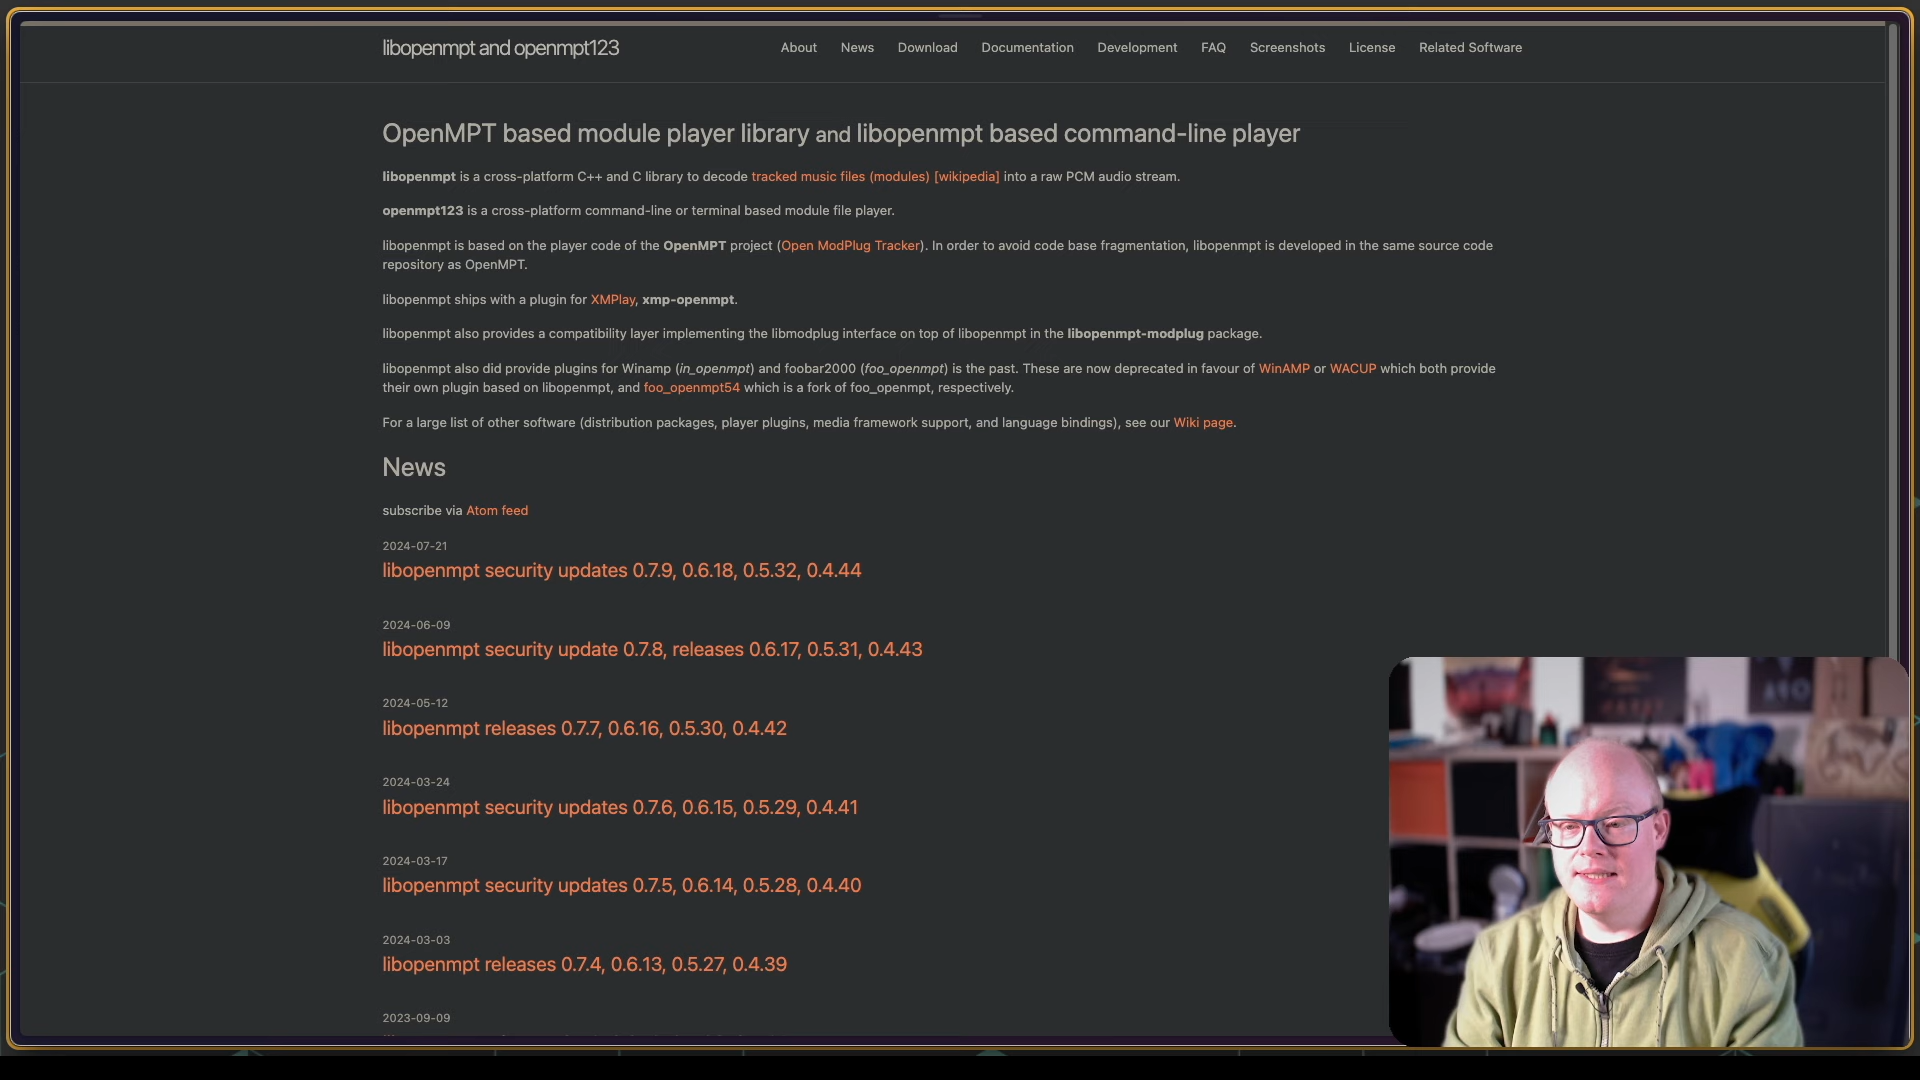 libopenmpt and openmpt123
About News Download Documentation Development FAQ Screenshots License Related Software
OpenMPT based module player library and libopenmpt based command-line player
libopenmpt is a cross-platform C++ and C library to decode tracked music files (modules) [wikipedia] into a raw PCM audio stream.
openmpt123 is a cross-platform command-line or terminal based module file player.
libopenmpt is based on the player code of the OpenMPT project (Open ModPlug Tracker). In order to avoid code base fragmentation, libopenmpt is developed in the same source code
repository as OpenMPT.
libopenmpt ships with a plugin for XMPlay, xmp-openmpt.
libopenmpt also provides a compatibility layer implementing the libmodplug interface on top of libopenmpt in the libopenmpt-modplug package.
libopenmpt also did provide plugins for Winamp (in_openmpt) and foobar2000 (foo_openmpt) is the past. These are now deprecated in favour of WinAMP or WACUP which both provide
their own plugin based on libopenmpt, and foo_openmpt54 which is a fork of foo_openmpt, respectively.
For a large list of other software (distribution packages, player plugins, media framework support, and language bindings), see our Wiki page.
News
subscribe via Atom feed
2024-07-21
libopenmpt security updates 0.7.9, 0.6.18, 0.5.32, 0.4.44
2024-06-09
libopenmpt security update 0.7.8, releases 0.6.17, 0.5.31, 0.4.43
2024-05-12
libopenmpt releases 0.7.7, 0.6.16, 0.5.30, 0.4.42
2024-03-24
libopenmpt security updates 0.7.6, 0.6.15, 0.5.29, 0.4.41
2024-03-17
libopenmpt security updates 0.7.5, 0.6.14, 0.5.28, 0.4.40
2024-03-03
libopenmpt releases 0.7.4, 0.6.13, 0.5.27, 0.4.39
2023-09-09